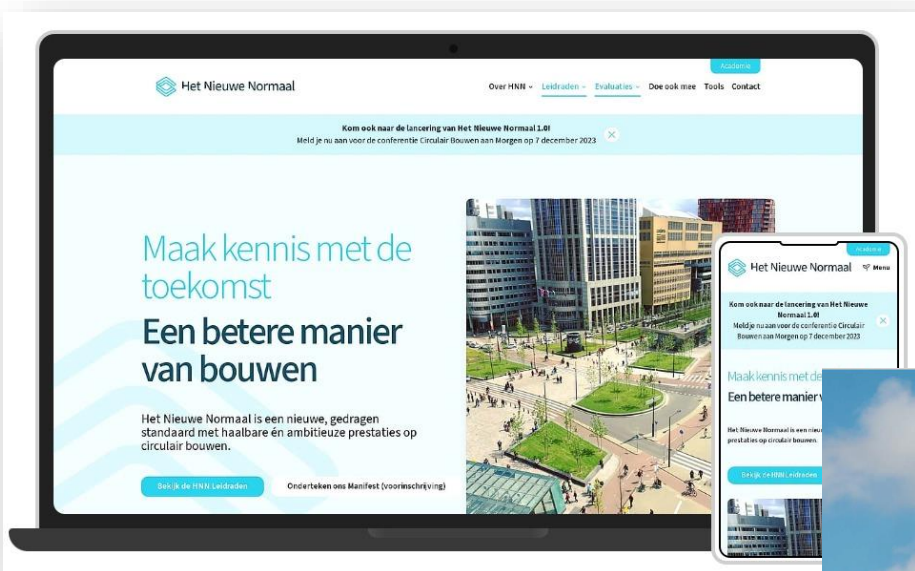 Academie
Het Nieuwe Normaal
Over HNN Leidraden Evaluaties Doe ook mee Tools Contact
Kom ook naar de lancering van Het Nieuwe Normaal 1.0!
Meld je nu aan voor de conferentie Circulair Bouwen aan Morgen op 7 december 2023
Maak kennis met de
toekomst
Een betere manier
van bouwen
Het Nieuwe Normaal is een nieuwe, gedragen
standaard met haalbare én ambitieuze prestaties op
circulair bouwen.
Bekijk de HNN Leidraden
Onderteken ons Manifest (voorinschrijving)
Academie
Het Nieuwe Normaal
Menu
Kom ook naar de lancering van Het Nieuwe
Normaal 1.0!
Meld je nu aan voor de conferentie Circulair
Bouwen aan Morgen op 7 december 2023
Maak kennis met de
Een betere manier
Het Nieuwe Normaal is een
prestaties op circulair bouwen.
Bekijk de HNN Leidraden